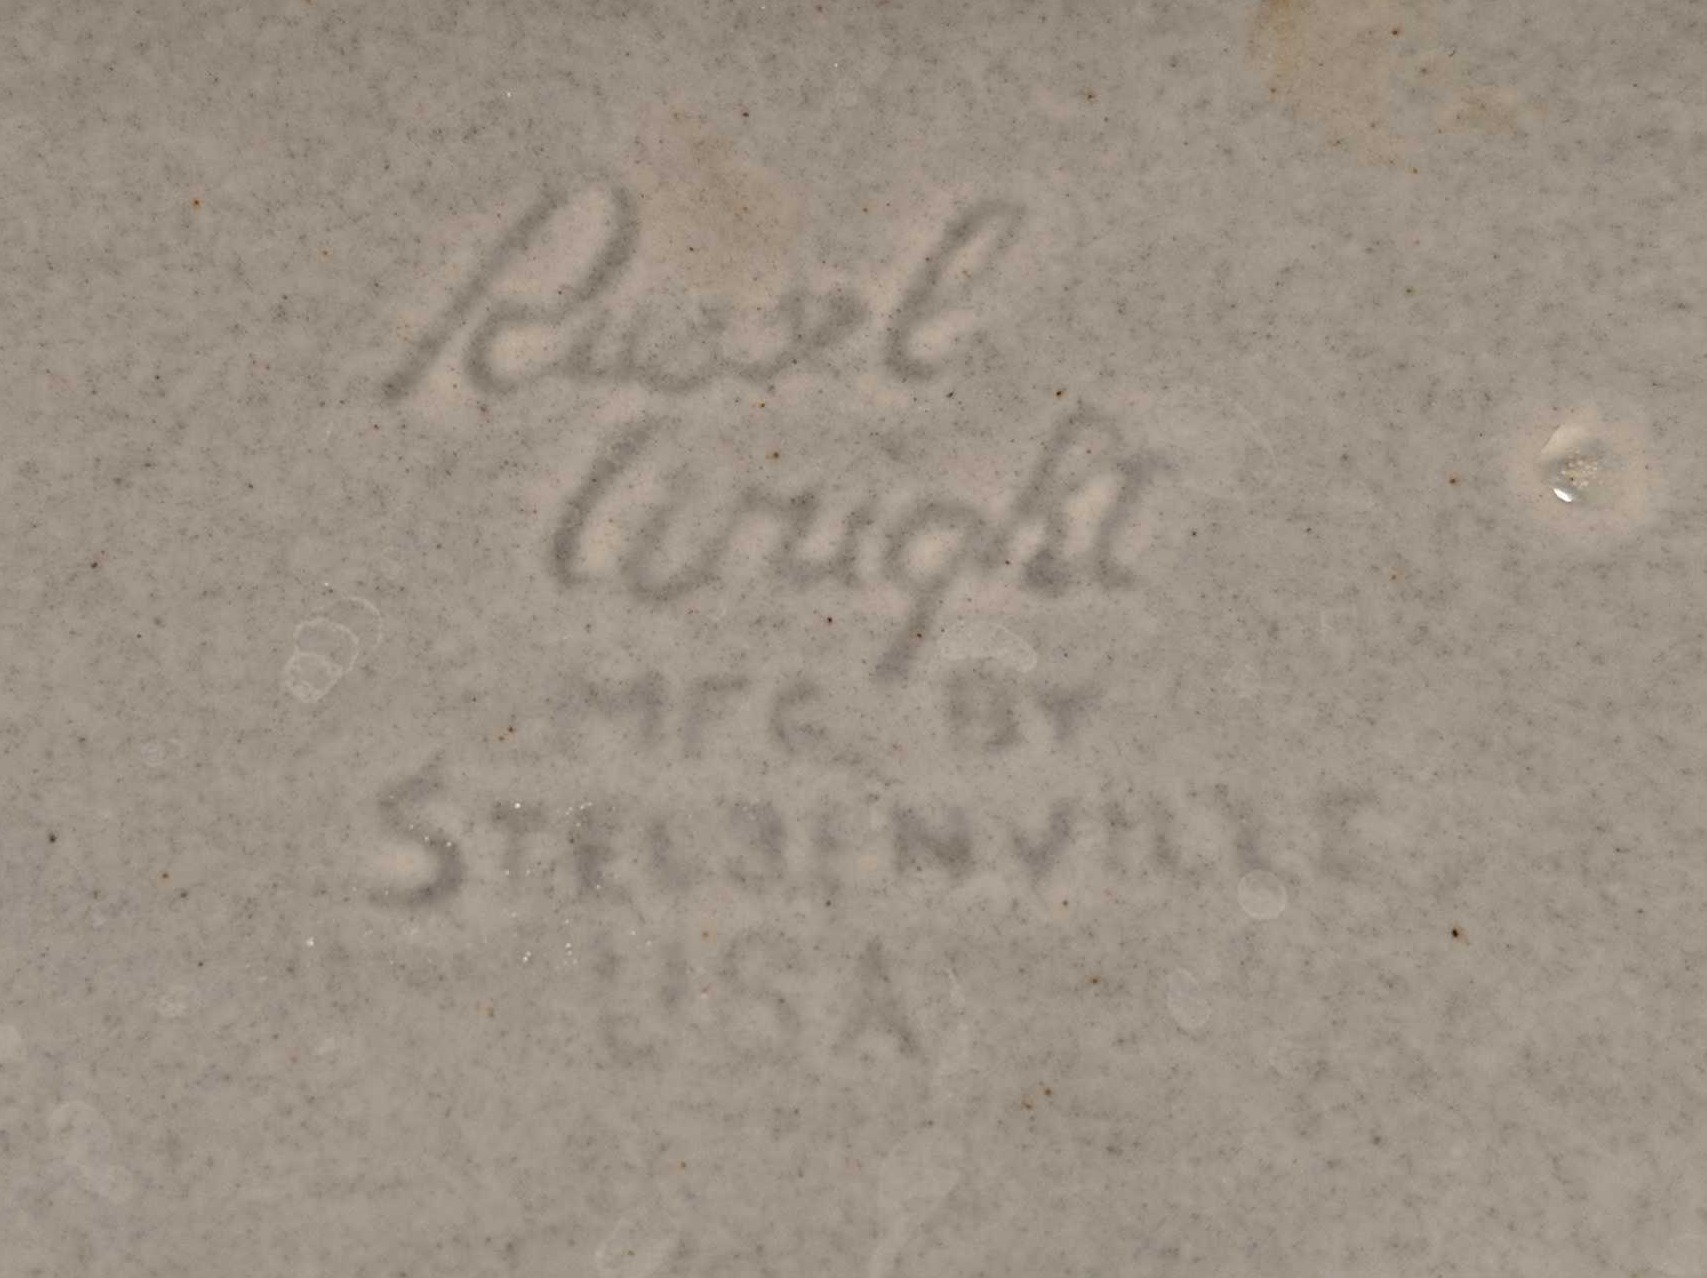 Russel
Wright
MFG BY
STEUBENVILLE
USA